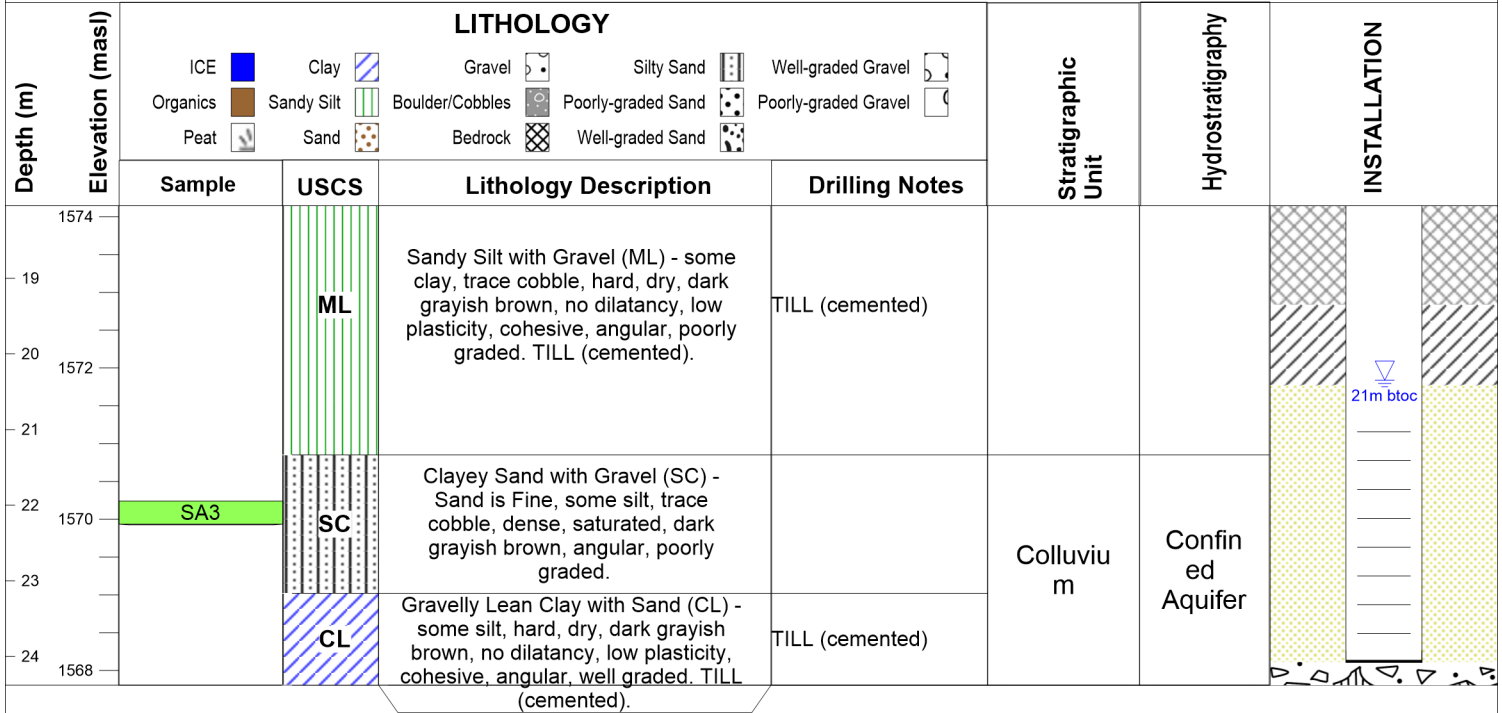 LITHOLOGY
ICE
Clay
Gravel
Silty Sand
Well-graded Gravel
Organics
Sandy Silt
Boulder/Cobbles
Poorly-graded Sand
Poorly-graded Gravel
Peat
Sand
Bedrock
Well-graded Sand
Depth (m)
Elevation (masl)
Sample
USCS
Lithology Description
Drilling Notes
Stratigraphic
Unit
Hydrostratigraphy
INSTALLATION
1574
19
20
1572
21
22
1570
23
24
1568
SA3
ML
Sandy Silt with Gravel (ML) - some
clay, trace cobble, hard, dry, dark
grayish brown, no dilatancy, low
plasticity, cohesive, angular, poorly
graded. TILL (cemented).
TILL (cemented)
SC
Clayey Sand with Gravel (SC) -
Sand is Fine, some silt, trace
cobble, dense, saturated, dark
grayish brown, angular, poorly
graded.
CL
Gravelly Lean Clay with Sand (CL) -
some silt, hard, dry, dark grayish
brown, no dilatancy, low plasticity,
cohesive, angular, well graded. TILL
(cemented).
TILL (cemented)
Colluviu
m
Confin
ed
Aquifer
21m btoc